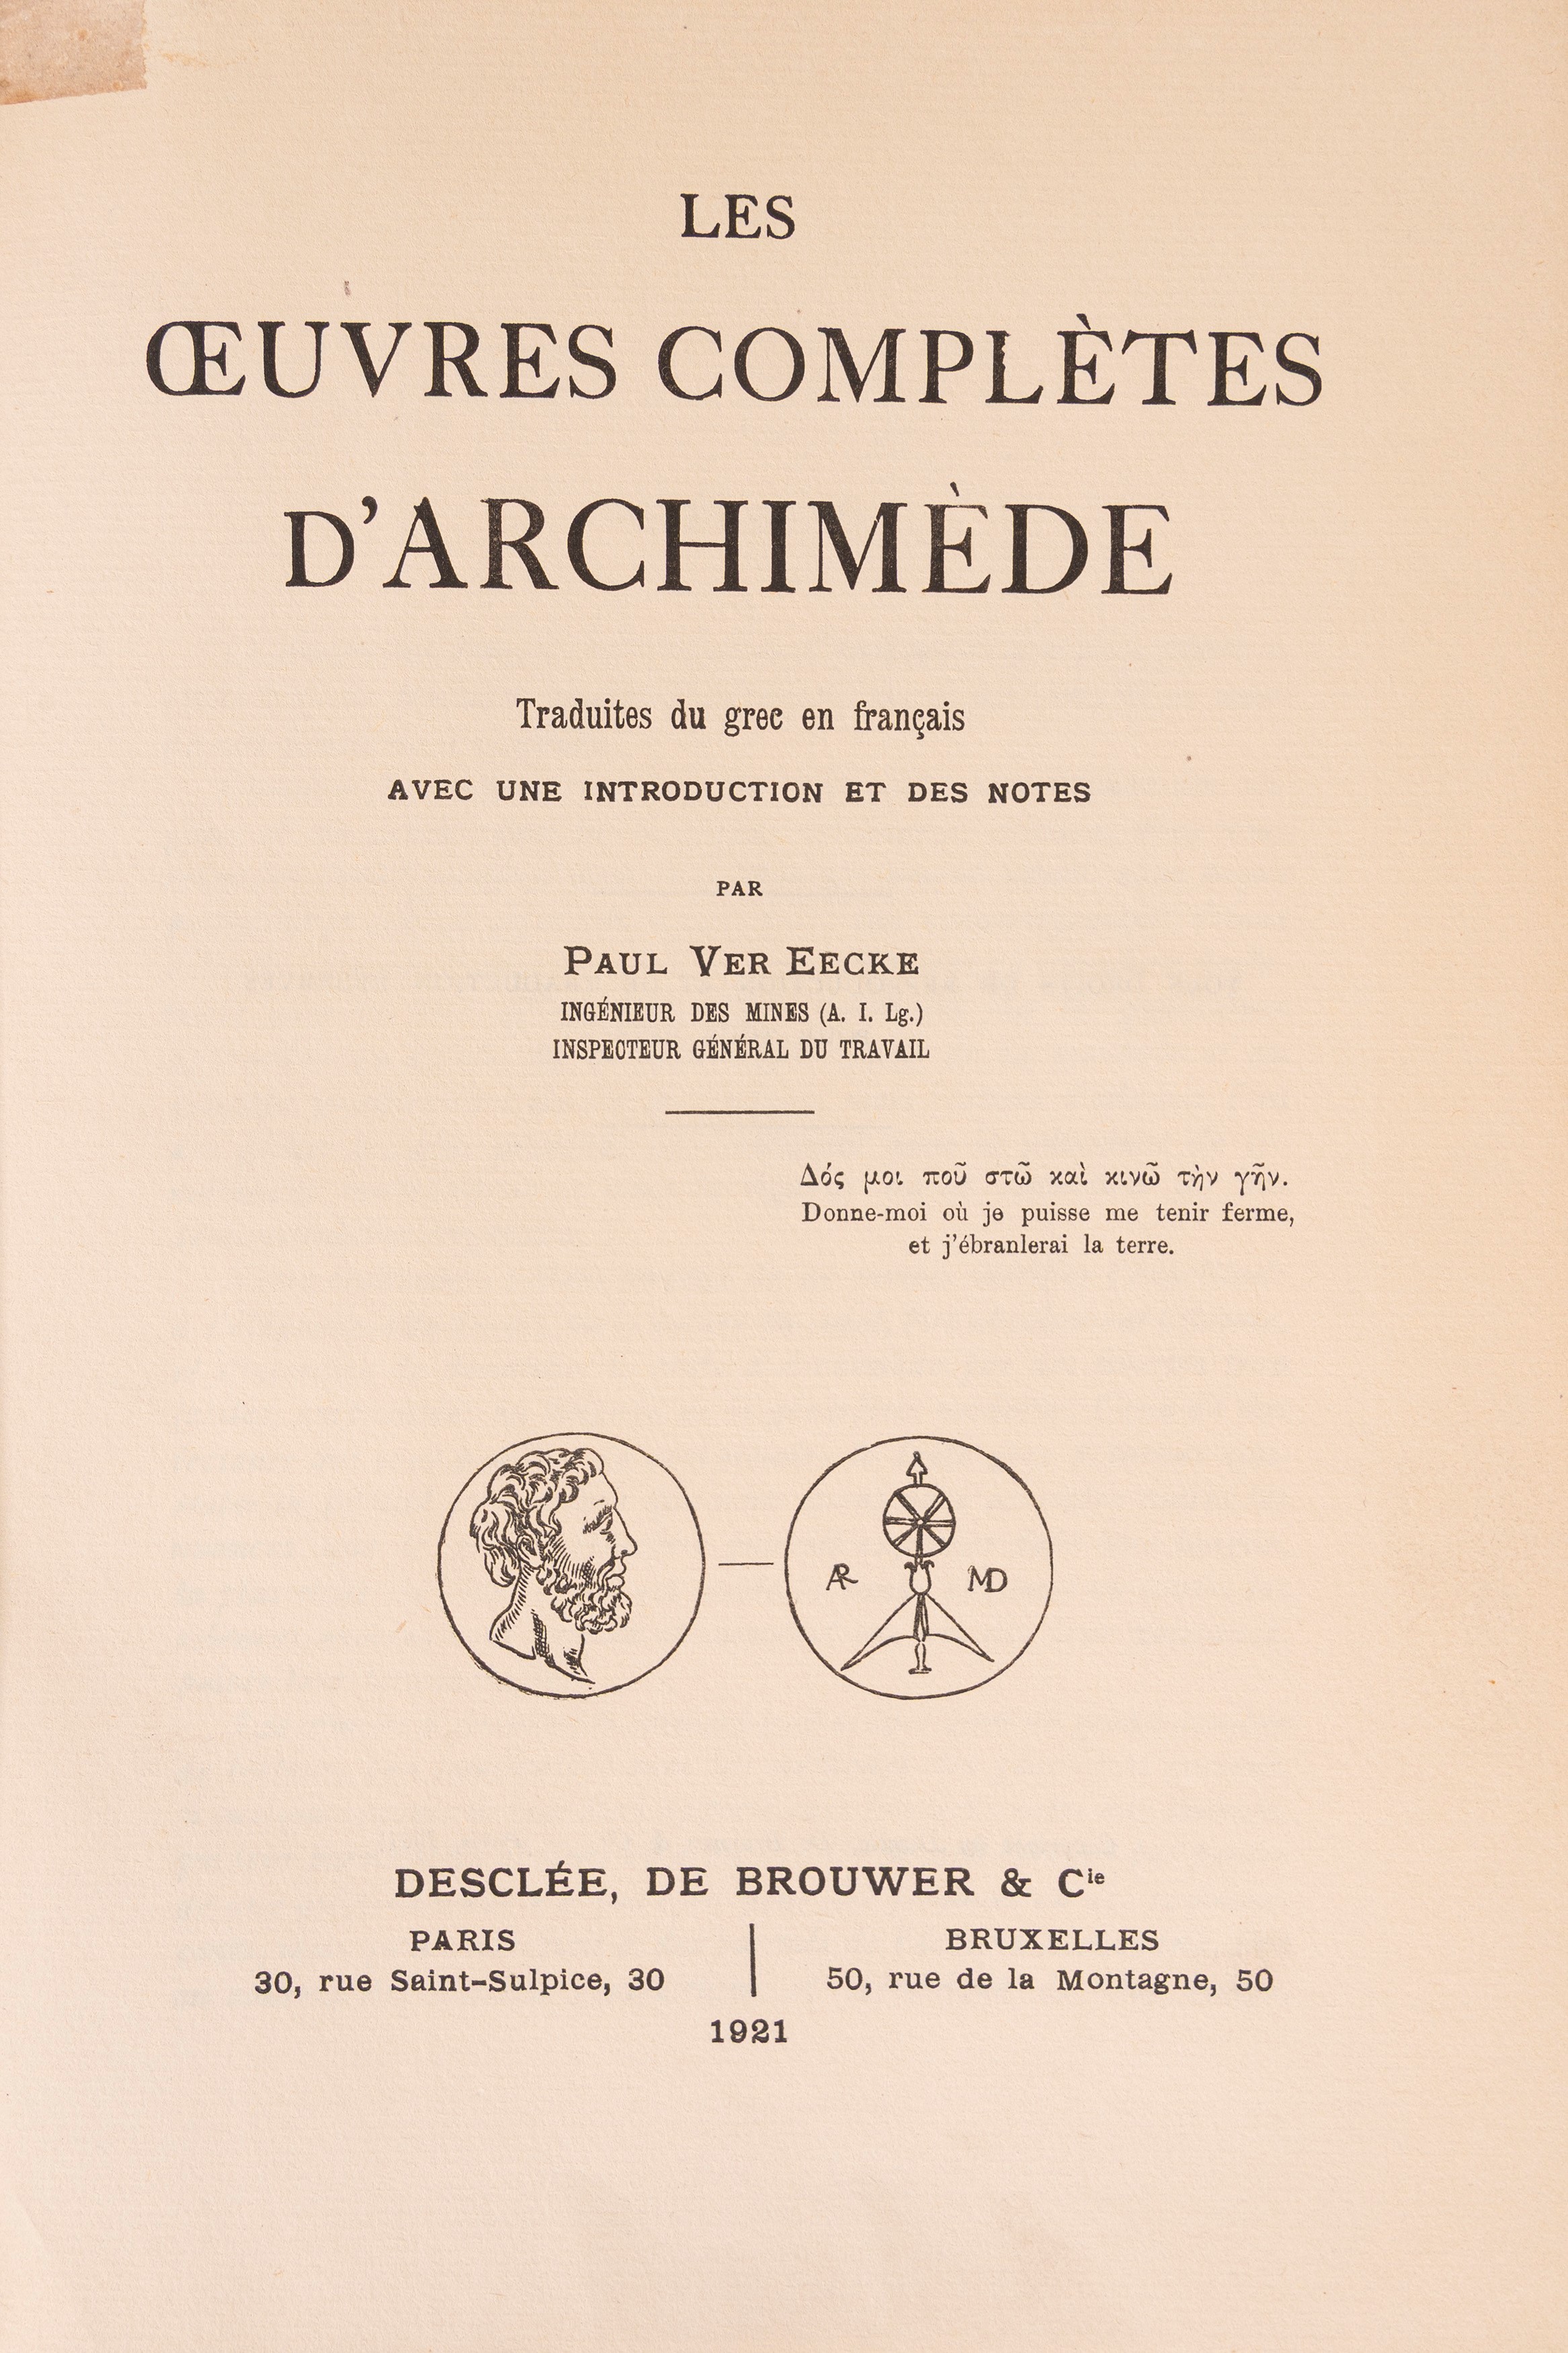 LES
ŒUVRES COMPLÈTES
D'ARCHIMÈDE
Traduites du grec en français
AVEC UNE INTRODUCTION ET DES NOTES
PAR
PAUL VER EECKE
INGÉNIEUR DES MINES (A. I. Lg.)
INSPECTEUR GÉNÉRAL DU TRAVAIL
Δός μοι ποῦ στῶ καὶ κινῶ τὴν γῆν.
Donne-moi où je puisse me tenir ferme,
et j'ébranlerai la terre.
AR MD
DESCLÉE, DE BROUWER & Cie
PARIS
30, rue Saint-Sulpice, 30
BRUXELLES
50, rue de la Montagne, 50
1921